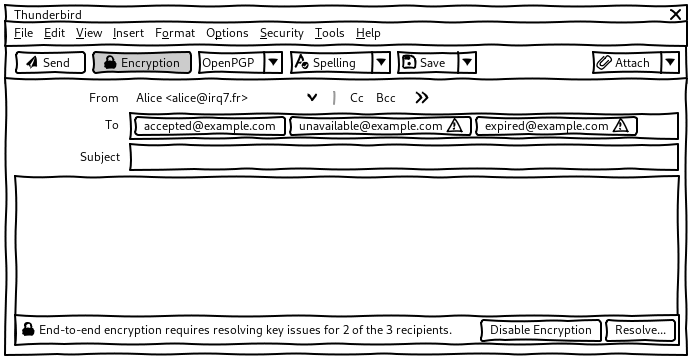 Thunderbird
File Edit View Insert Format Options Security Tools Help
Send Encryption OpenPGP Spelling Save Attach
From Alice <alice@irq7.fr> Cc Bcc
To accepted@example.com unavailable@example.com expired@example.com
Subject
End-to-end encryption requires resolving key issues for 2 of the 3 recipients. Disable Encryption Resolve...